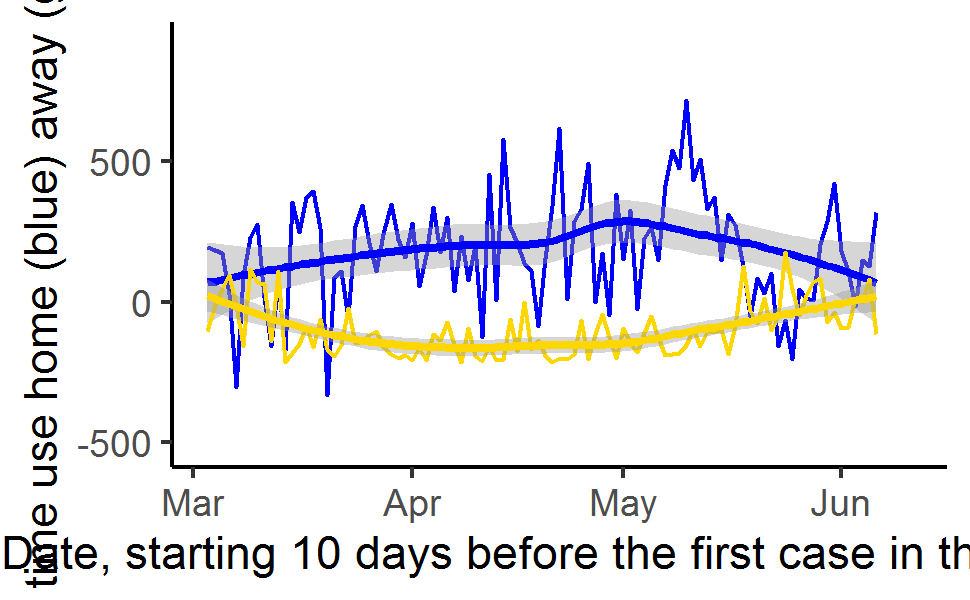 time use home (blue) away (
500
0
-500
Mar Apr May Jun
Date, starting 10 days before the first case in th